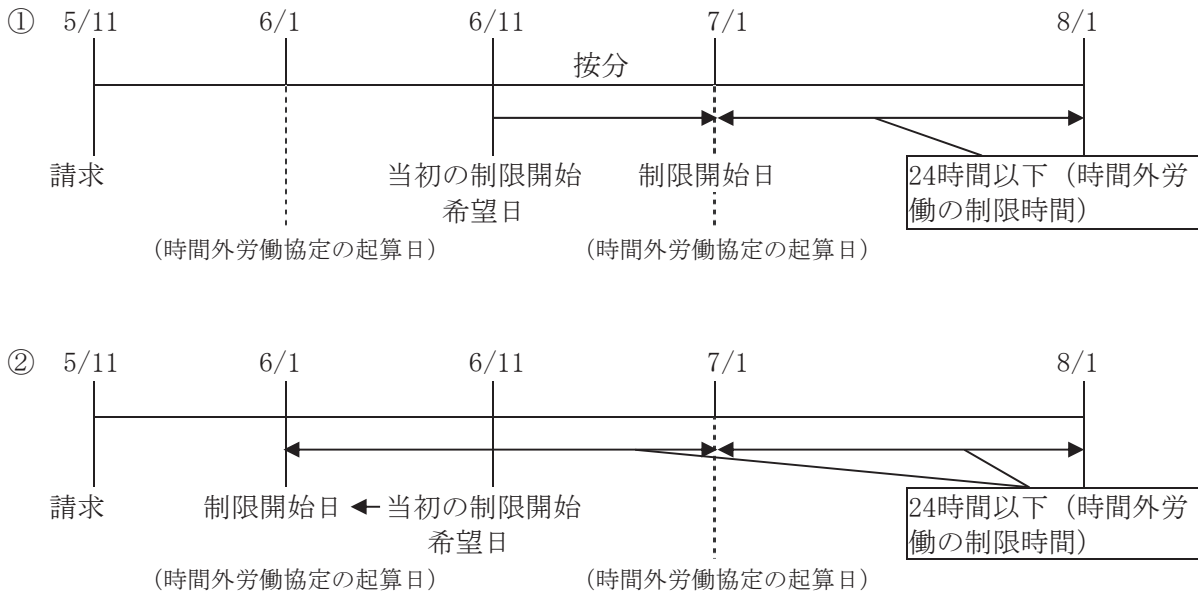 ① 5/11 6/1 6/11 7/1 8/1
按分
請求 当初の制限開始 制限開始日 24時間以下（時間外労
希望日 働の制限時間）
（時間外労働協定の起算日） （時間外労働協定の起算日）
② 5/11 6/1 6/11 7/1 8/1
請求 制限開始日 ← 当初の制限開始 24時間以下（時間外労
希望日 働の制限時間）
（時間外労働協定の起算日） （時間外労働協定の起算日）